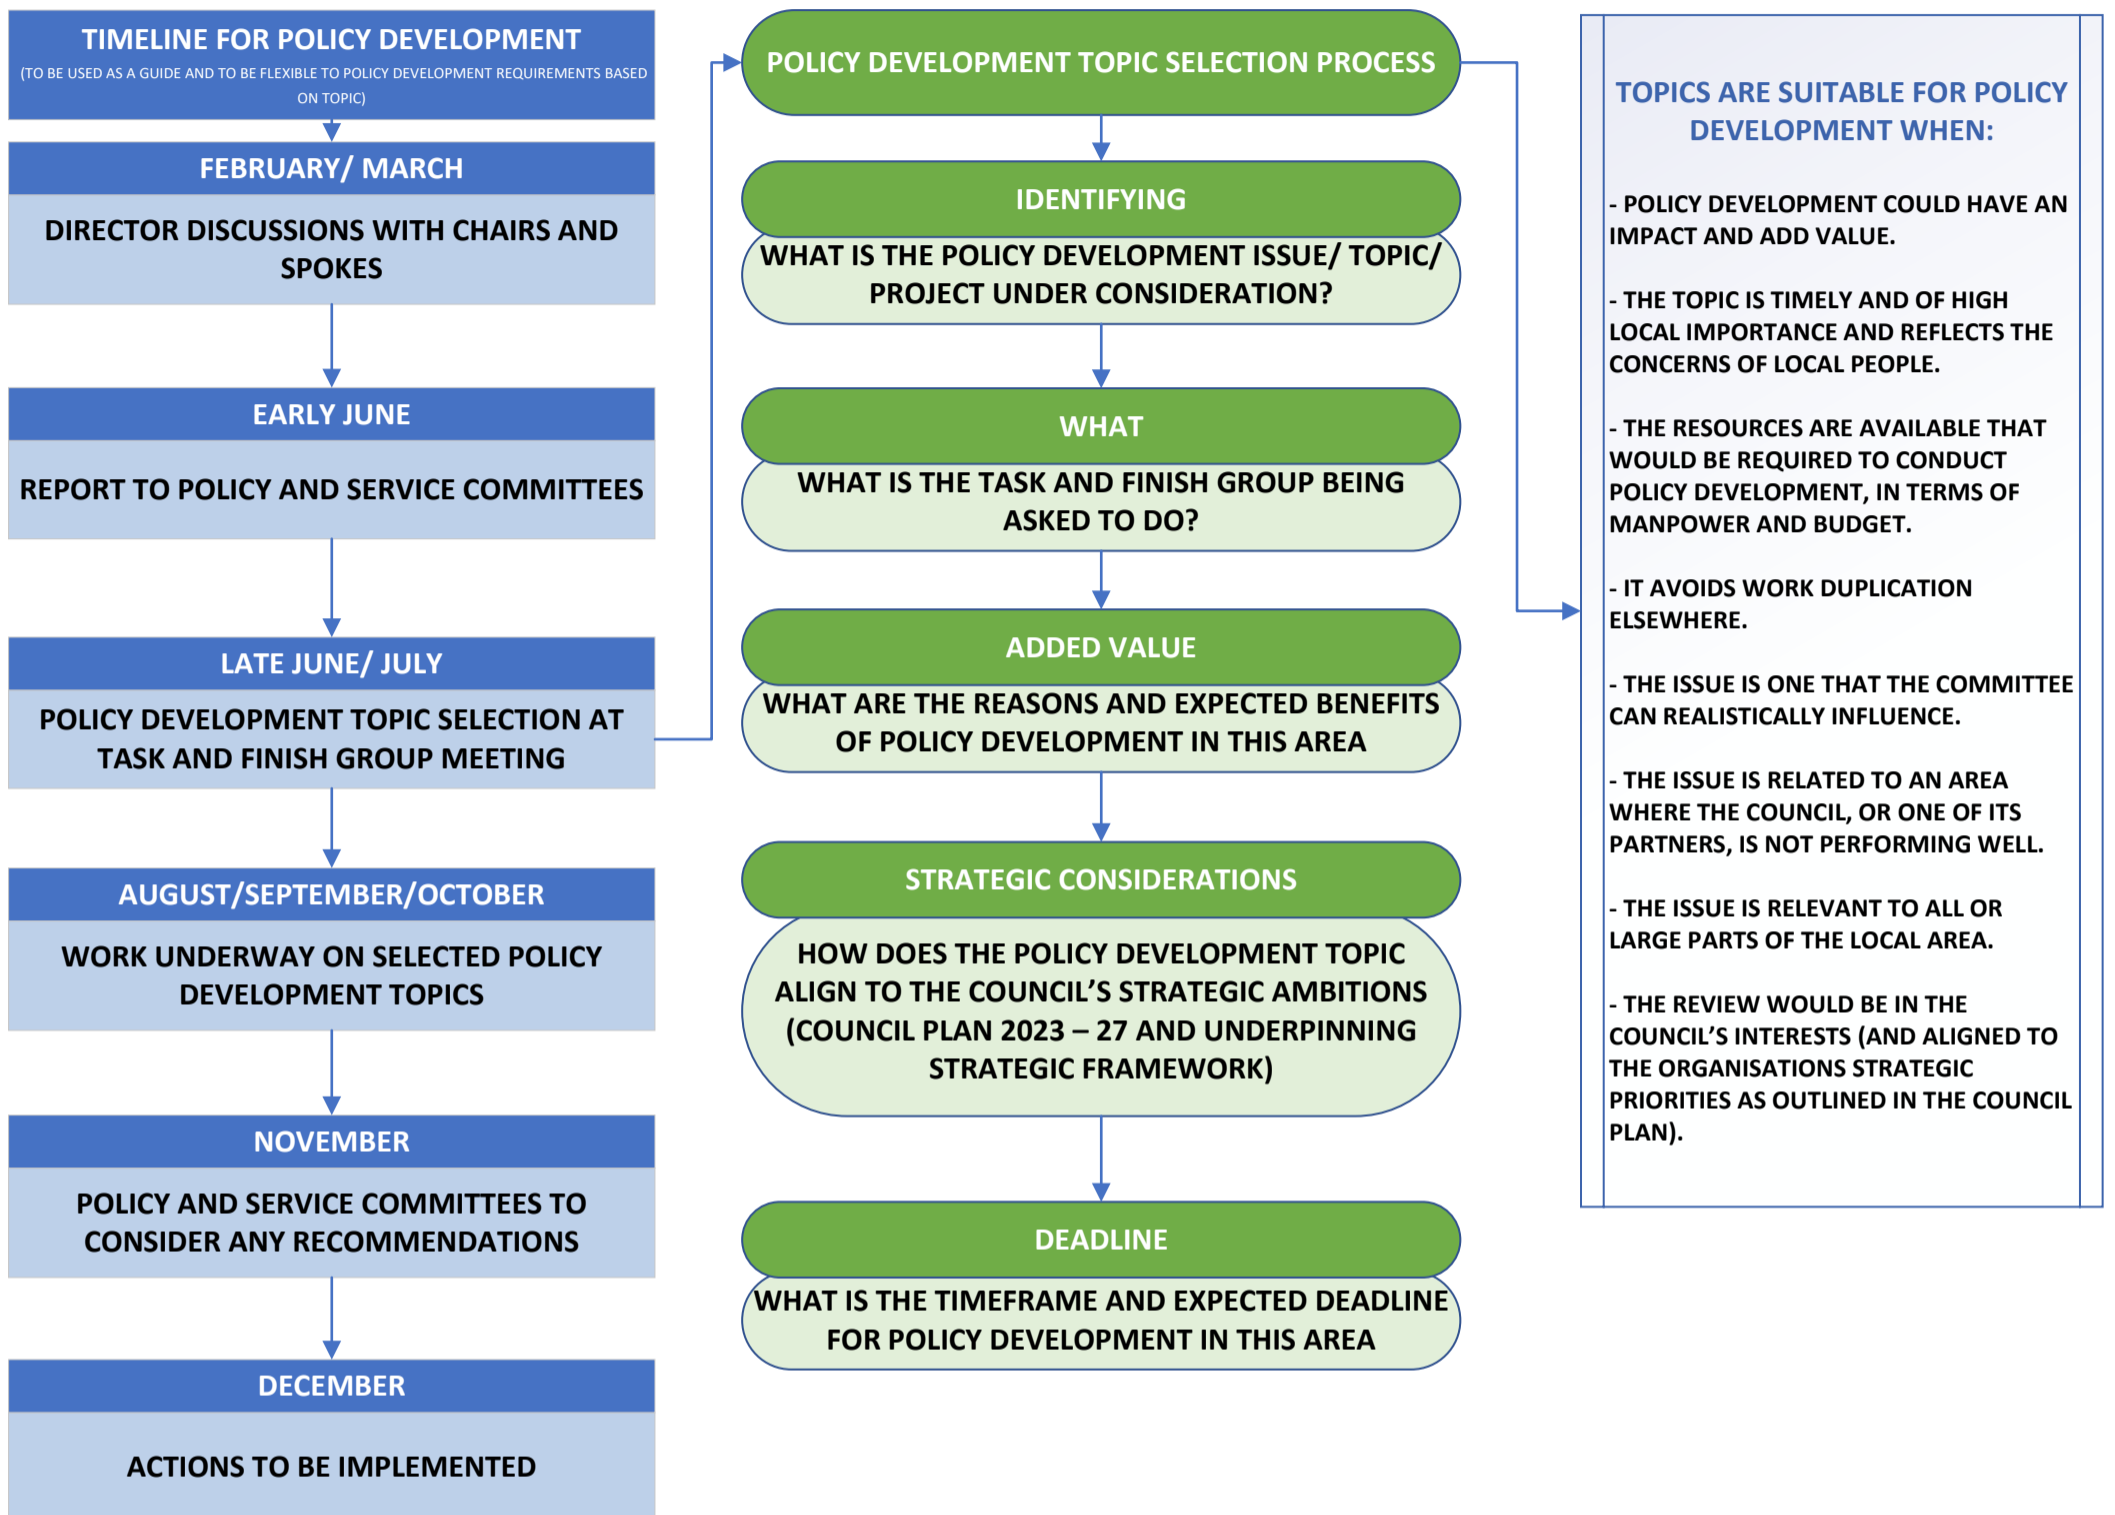 TIMELINE FOR POLICY DEVELOPMENT
(TO BE USED AS A GUIDE AND TO BE FLEXIBLE TO POLICY DEVELOPMENT REQUIREMENTS BASED
ON TOPIC)
FEBRUARY/ MARCH
DIRECTOR DISCUSSIONS WITH CHAIRS AND
SPOKES
EARLY JUNE
REPORT TO POLICY AND SERVICE COMMITTEES
LATE JUNE/ JULY
POLICY DEVELOPMENT TOPIC SELECTION AT
TASK AND FINISH GROUP MEETING
AUGUST/SEPTEMBER/OCTOBER
WORK UNDERWAY ON SELECTED POLICY
DEVELOPMENT TOPICS
NOVEMBER
POLICY AND SERVICE COMMITTEES TO
CONSIDER ANY RECOMMENDATIONS
DECEMBER
ACTIONS TO BE IMPLEMENTED
POLICY DEVELOPMENT TOPIC SELECTION PROCESS
IDENTIFYING
WHAT IS THE POLICY DEVELOPMENT ISSUE/ TOPIC/
PROJECT UNDER CONSIDERATION?
WHAT
WHAT IS THE TASK AND FINISH GROUP BEING
ASKED TO DO?
ADDED VALUE
WHAT ARE THE REASONS AND EXPECTED BENEFITS
OF POLICY DEVELOPMENT IN THIS AREA
STRATEGIC CONSIDERATIONS
HOW DOES THE POLICY DEVELOPMENT TOPIC
ALIGN TO THE COUNCIL’S STRATEGIC AMBITIONS
(COUNCIL PLAN 2023 – 27 AND UNDERPINNING
STRATEGIC FRAMEWORK)
DEADLINE
WHAT IS THE TIMEFRAME AND EXPECTED DEADLINE
FOR POLICY DEVELOPMENT IN THIS AREA
TOPICS ARE SUITABLE FOR POLICY
DEVELOPMENT WHEN:
- POLICY DEVELOPMENT COULD HAVE AN
IMPACT AND ADD VALUE.
- THE TOPIC IS TIMELY AND OF HIGH
LOCAL IMPORTANCE AND REFLECTS THE
CONCERNS OF LOCAL PEOPLE.
- THE RESOURCES ARE AVAILABLE THAT
WOULD BE REQUIRED TO CONDUCT
POLICY DEVELOPMENT, IN TERMS OF
MANPOWER AND BUDGET.
- IT AVOIDS WORK DUPLICATION
ELSEWHERE.
- THE ISSUE IS ONE THAT THE COMMITTEE
CAN REALISTICALLY INFLUENCE.
- THE ISSUE IS RELATED TO AN AREA
WHERE THE COUNCIL, OR ONE OF ITS
PARTNERS, IS NOT PERFORMING WELL.
- THE ISSUE IS RELEVANT TO ALL OR
LARGE PARTS OF THE LOCAL AREA.
- THE REVIEW WOULD BE IN THE
COUNCIL’S INTERESTS (AND ALIGNED TO
THE ORGANISATIONS STRATEGIC
PRIORITIES AS OUTLINED IN THE COUNCIL
PLAN).